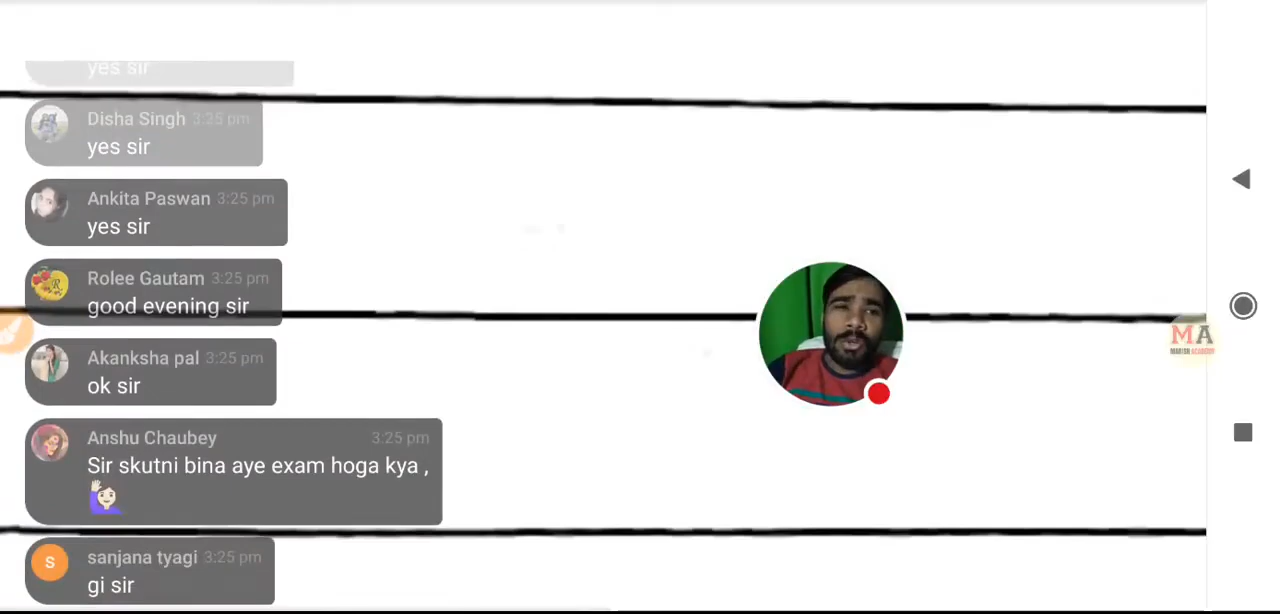 yes sir
Disha Singh 3:25 pm
yes sir
Ankita Paswan 3:25 pm
yes sir
Rolee Gautam 3:25 pm
good evening sir
Akanksha pal 3:25 pm
ok sir
Anshu Chaubey 3:25 pm
Sir skutni bina aye exam hoga kya ,
🙋🏻‍♀️
S sanjana tyagi 3:25 pm
gi sir
MA